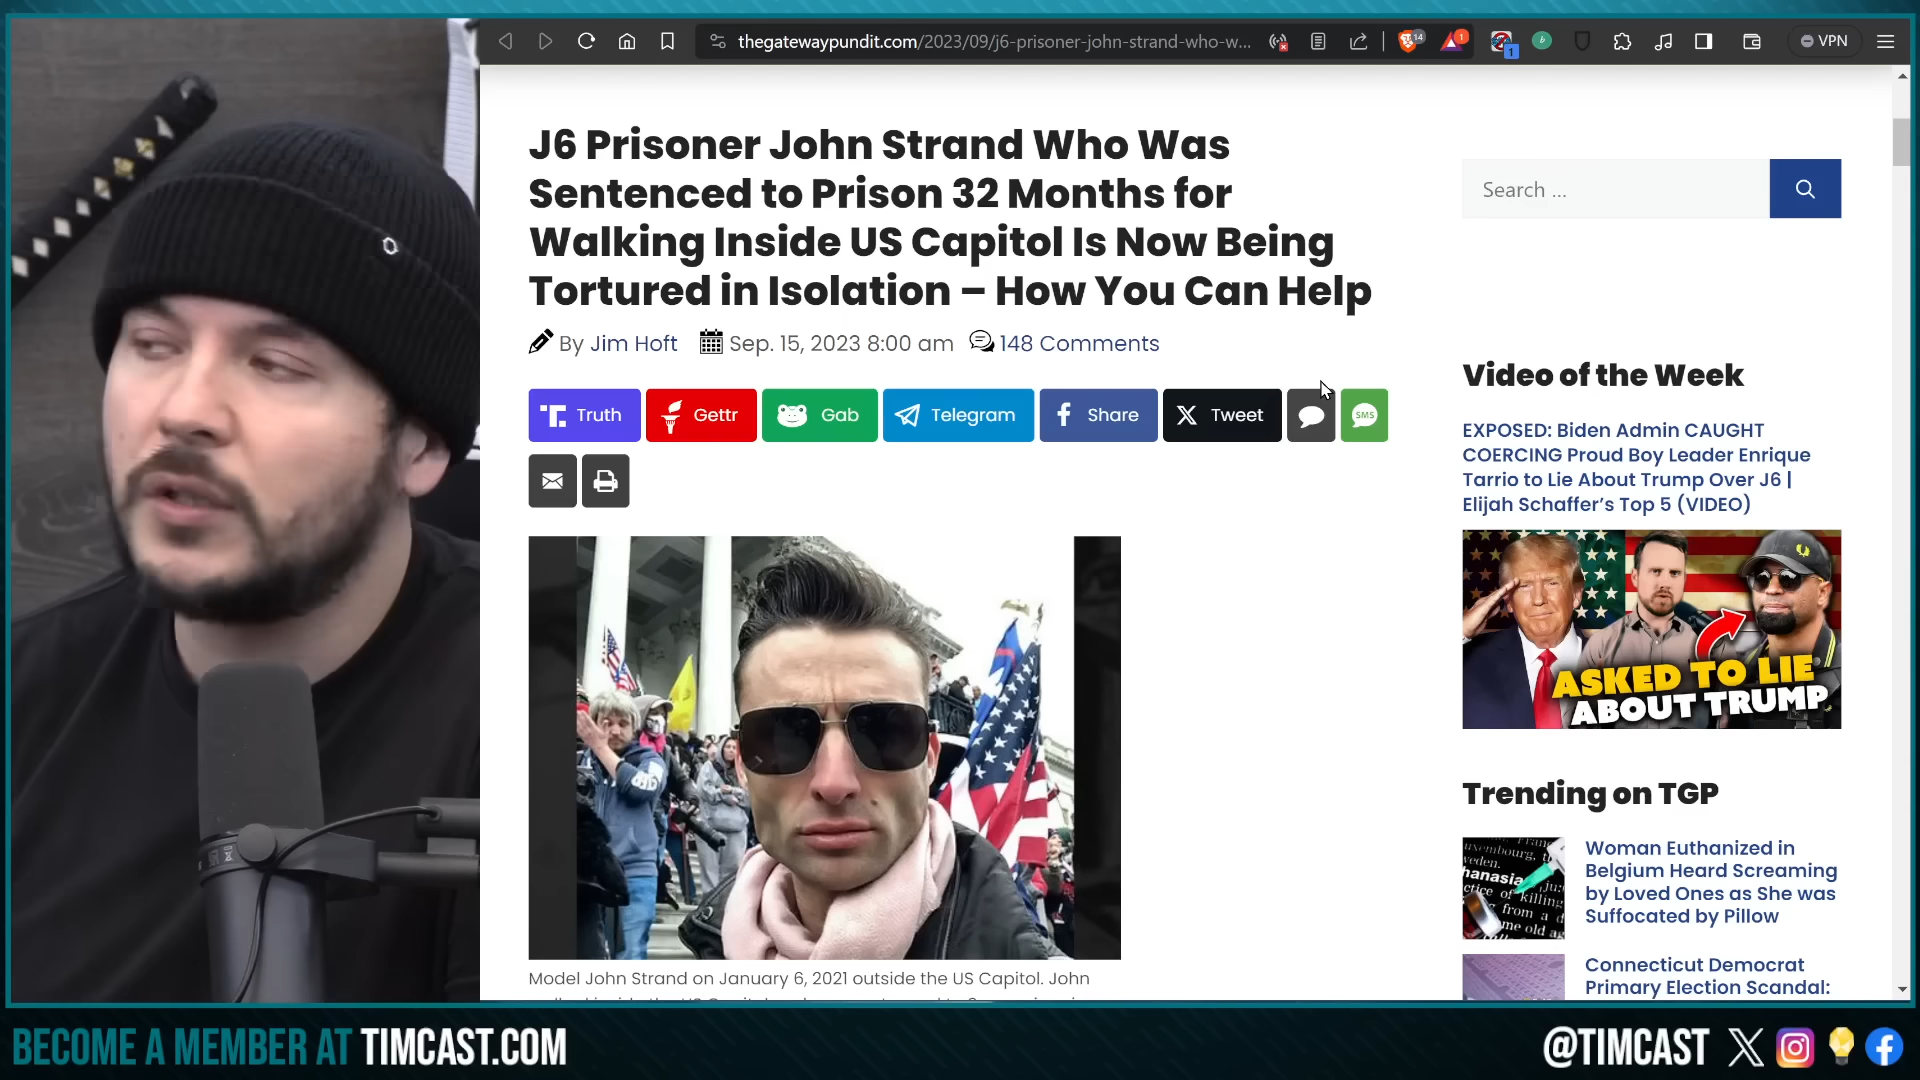 thegatewaypundit.com/2023/09/j6-prisoner-john-strand-who-w...
14
1
1
VPN
J6 Prisoner John Strand Who Was
Sentenced to Prison 32 Months for
Walking Inside US Capitol Is Now Being
Tortured in Isolation – How You Can Help
By Jim Hoft Sep. 15, 2023 8:00 am 148 Comments
Truth
Gettr
Gab
Telegram
Share
Tweet
SMS
Model John Strand on January 6, 2021 outside the US Capitol. John
Search ...
Video of the Week
EXPOSED: Biden Admin CAUGHT
COERCING Proud Boy Leader Enrique
Tarrio to Lie About Trump Over J6 |
Elijah Schaffer’s Top 5 (VIDEO)
ASKED TO LIE
ABOUT TRUMP
Trending on TGP
Woman Euthanized in
Belgium Heard Screaming
by Loved Ones as She was
Suffocated by Pillow
Connecticut Democrat
Primary Election Scandal:
BECOME A MEMBER AT TIMCAST.COM
@TIMCAST